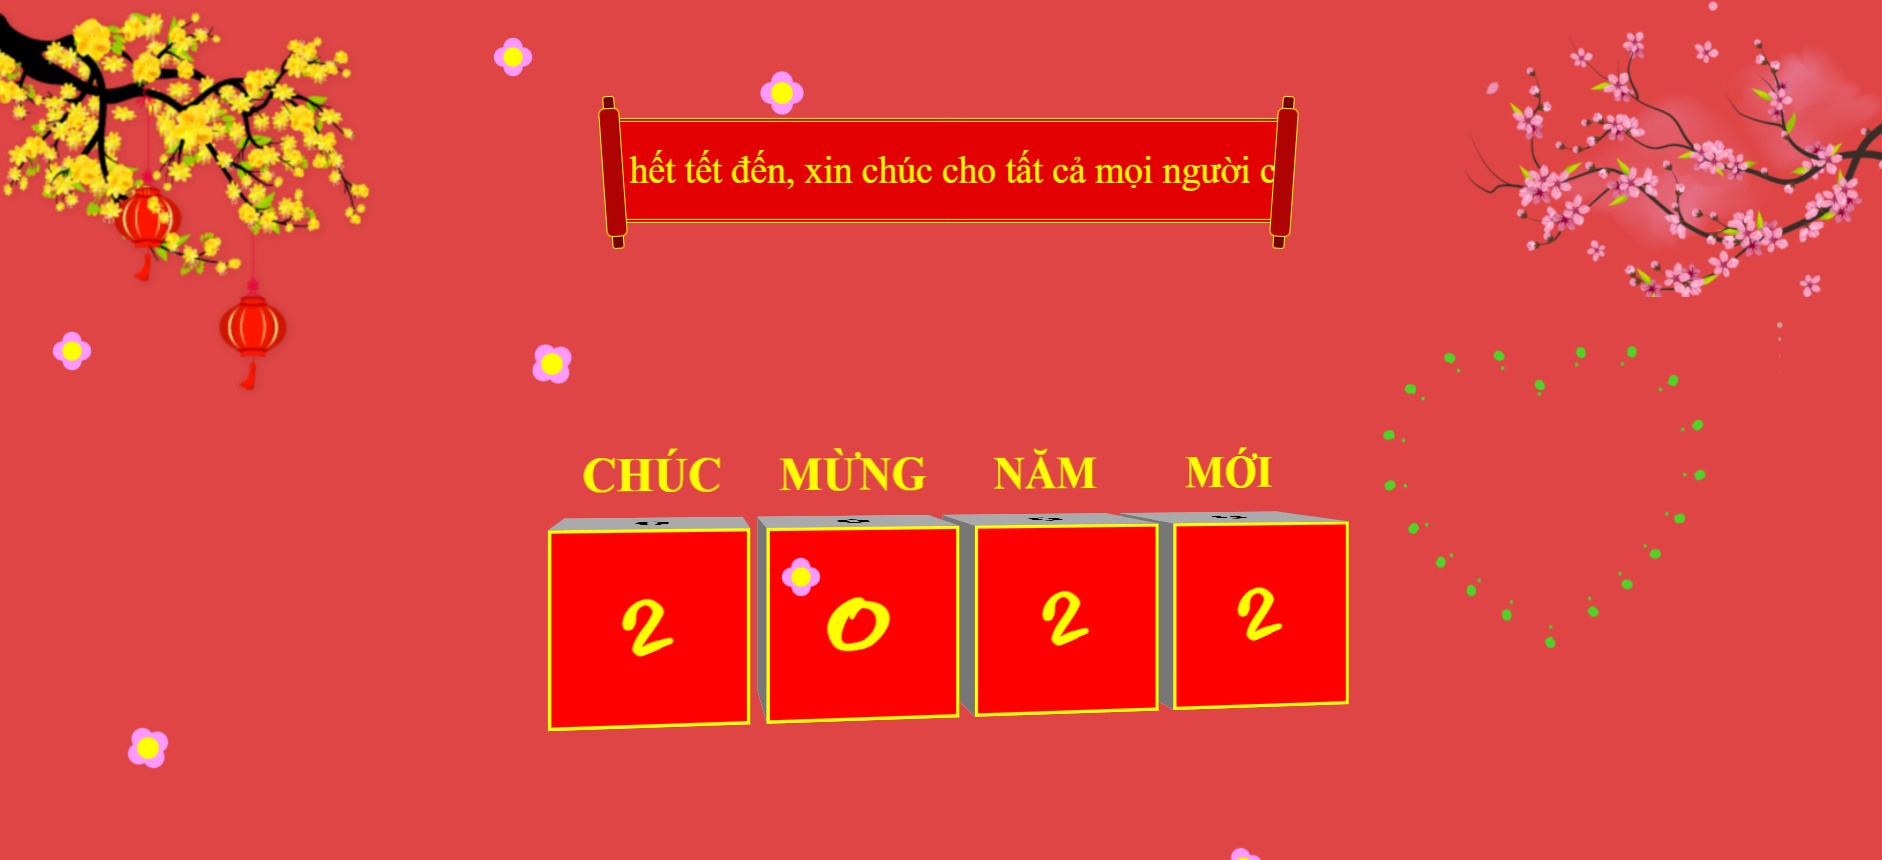 hết tết đến, xin chúc cho tất cả mọi người c
CHÚC MỪNG NĂM MỚI
2 0 2 2